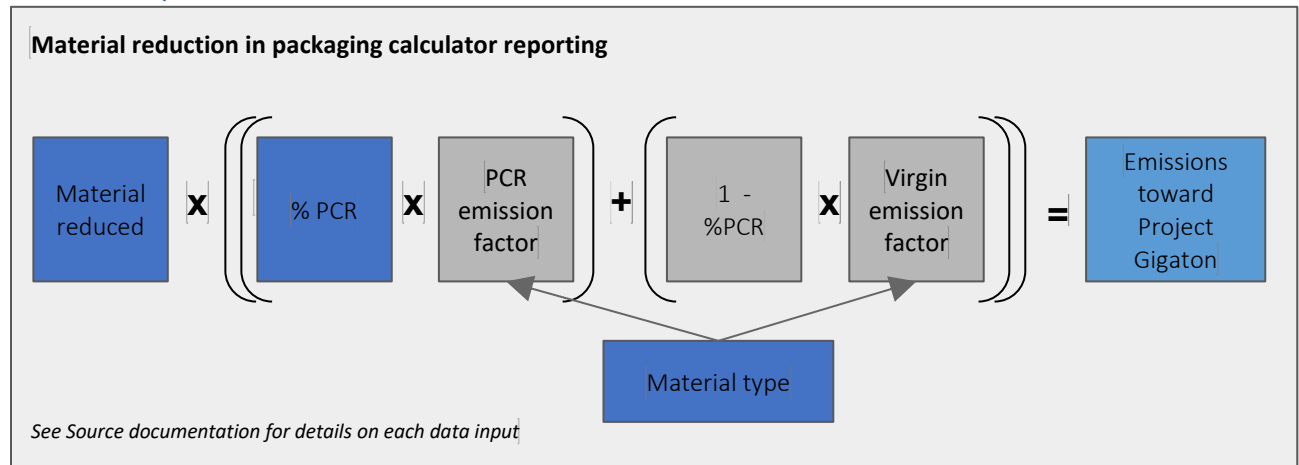 Material reduction in packaging calculator reporting
Material
reduced
x
% PCR
x
PCR
emission
factor
+
1 -
%PCR
x
Virgin
emission
factor
=
Emissions
toward
Project
Gigaton
Material type
See Source documentation for details on each data input